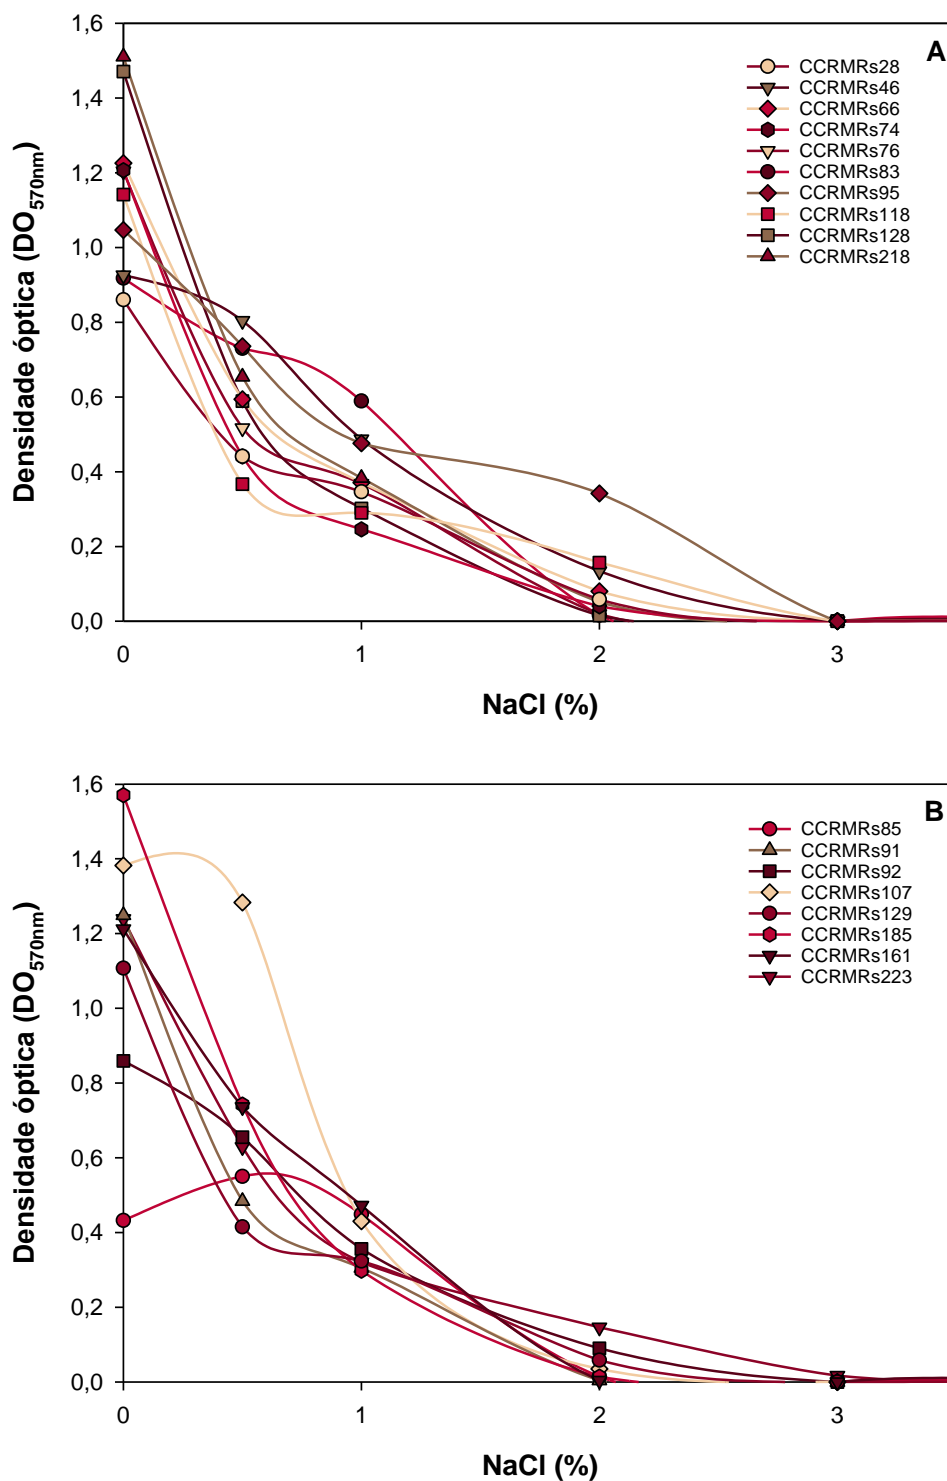 A
1,6
1,4
1,2
1,0
0,8
0,6
0,4
0,2
0,0
Densidade óptica (DO570nm)
CCRMRs28
CCRMRs46
CCRMRs66
CCRMRs74
CCRMRs76
CCRMRs83
CCRMRs95
CCRMRs118
CCRMRs128
CCRMRs218
0 1 2 3
NaCl (%)
B
1,6
1,4
1,2
1,0
0,8
0,6
0,4
0,2
0,0
Densidade óptica (DO570nm)
CCRMRs85
CCRMRs91
CCRMRs92
CCRMRs107
CCRMRs129
CCRMRs185
CCRMRs161
CCRMRs223
0 1 2 3
NaCl (%)